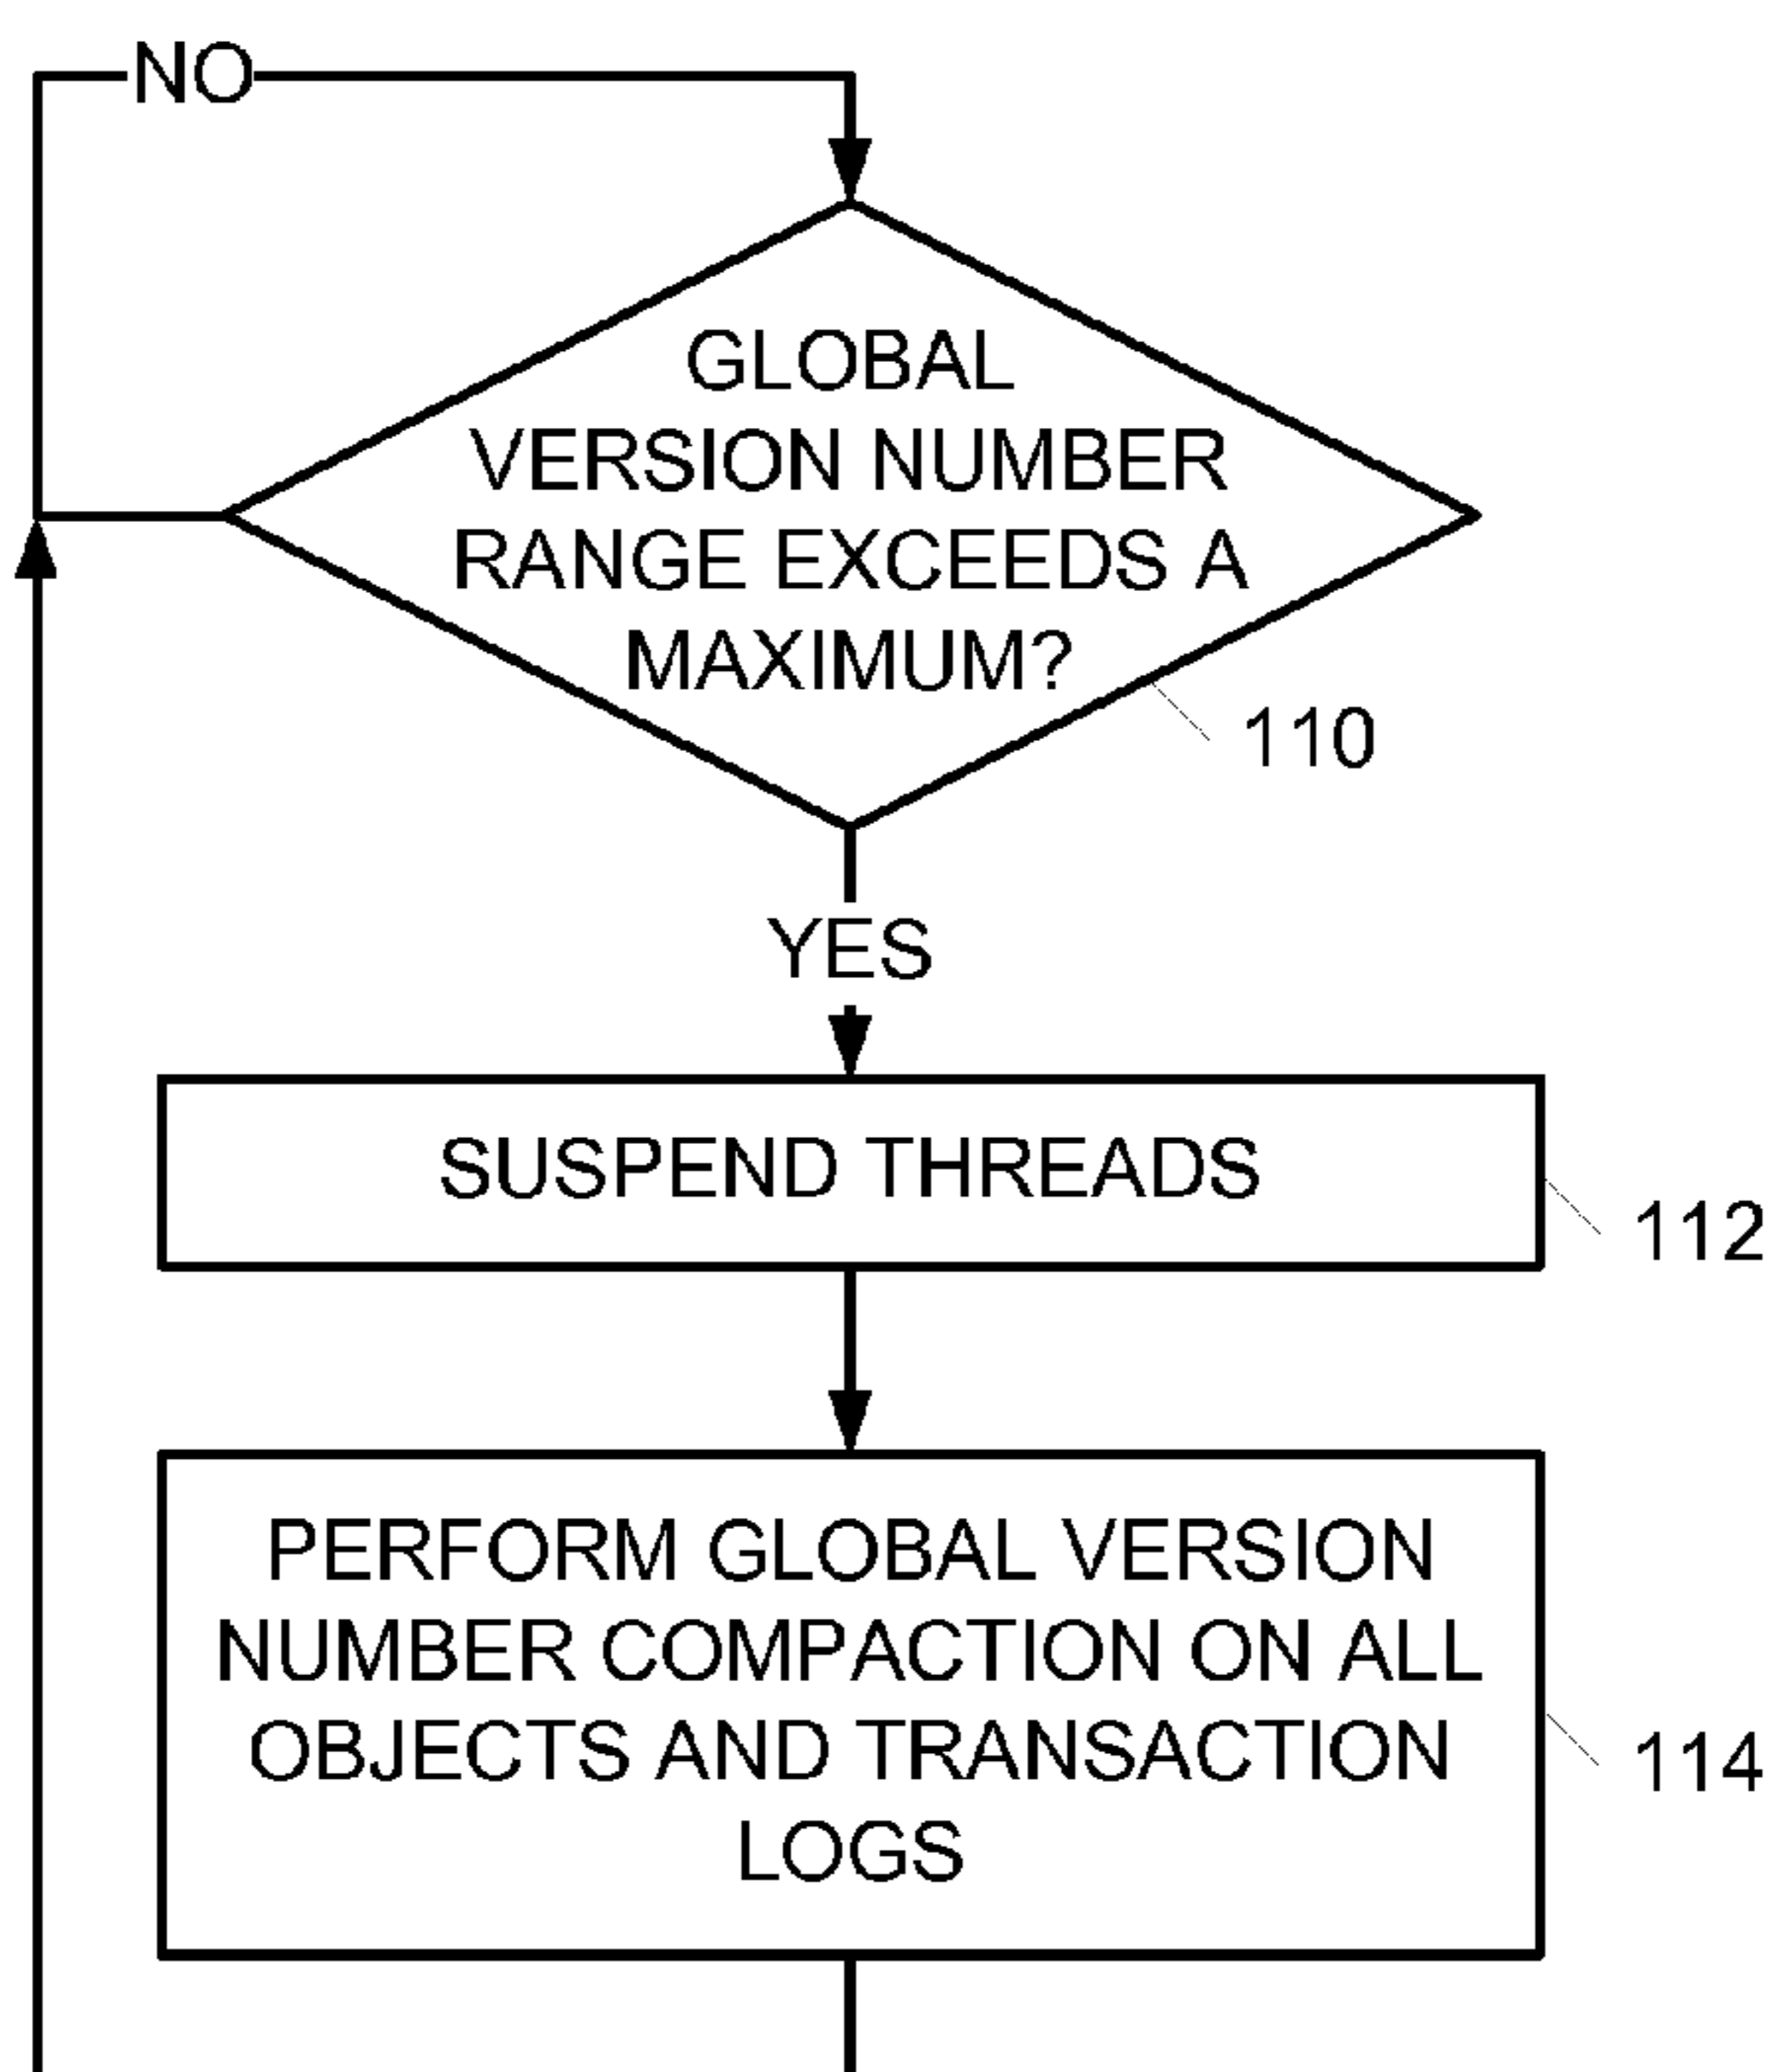 NO
GLOBAL
VERSION NUMBER
RANGE EXCEEDS A
MAXIMUM?
110
YES
SUSPEND THREADS
112
PERFORM GLOBAL VERSION
NUMBER COMPACTION ON ALL
OBJECTS AND TRANSACTION
LOGS
114